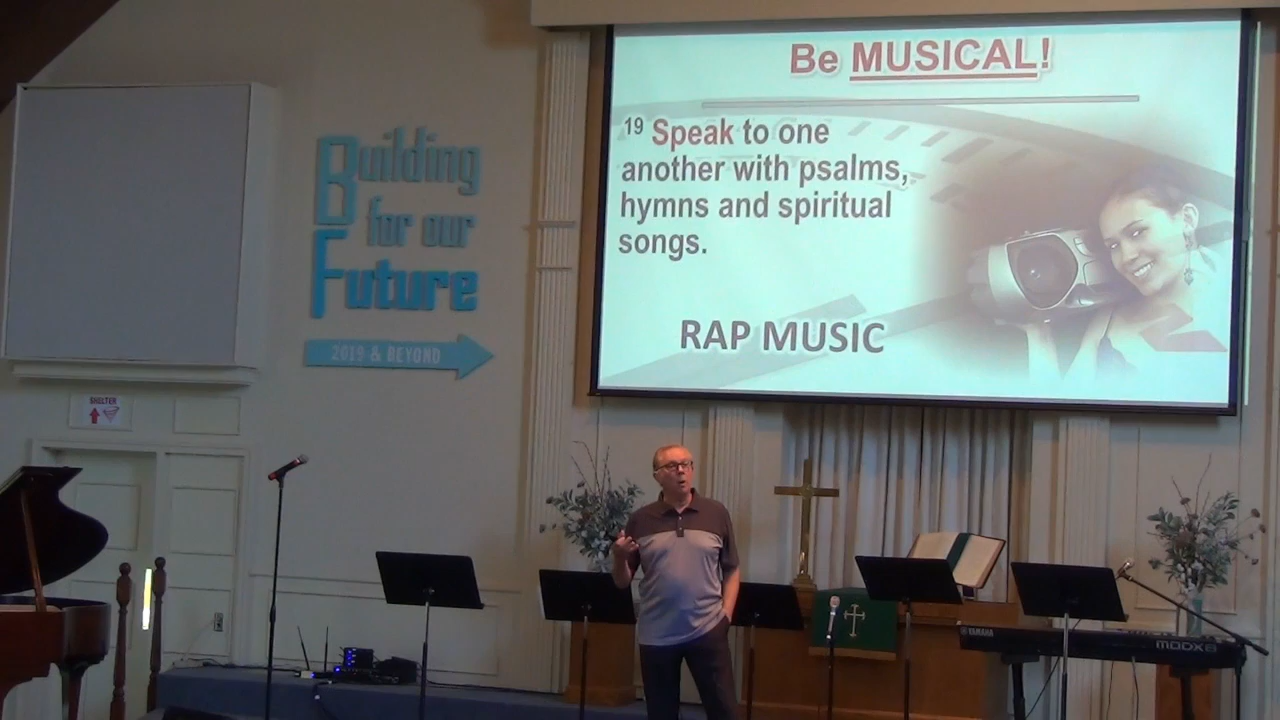 Be MUSICAL!
19 Speak to one
another with psalms,
hymns and spiritual
songs.
RAP MUSIC
Building
for our
Future
2019 & BEYOND
SHELTER
YAMAHA
MODX8